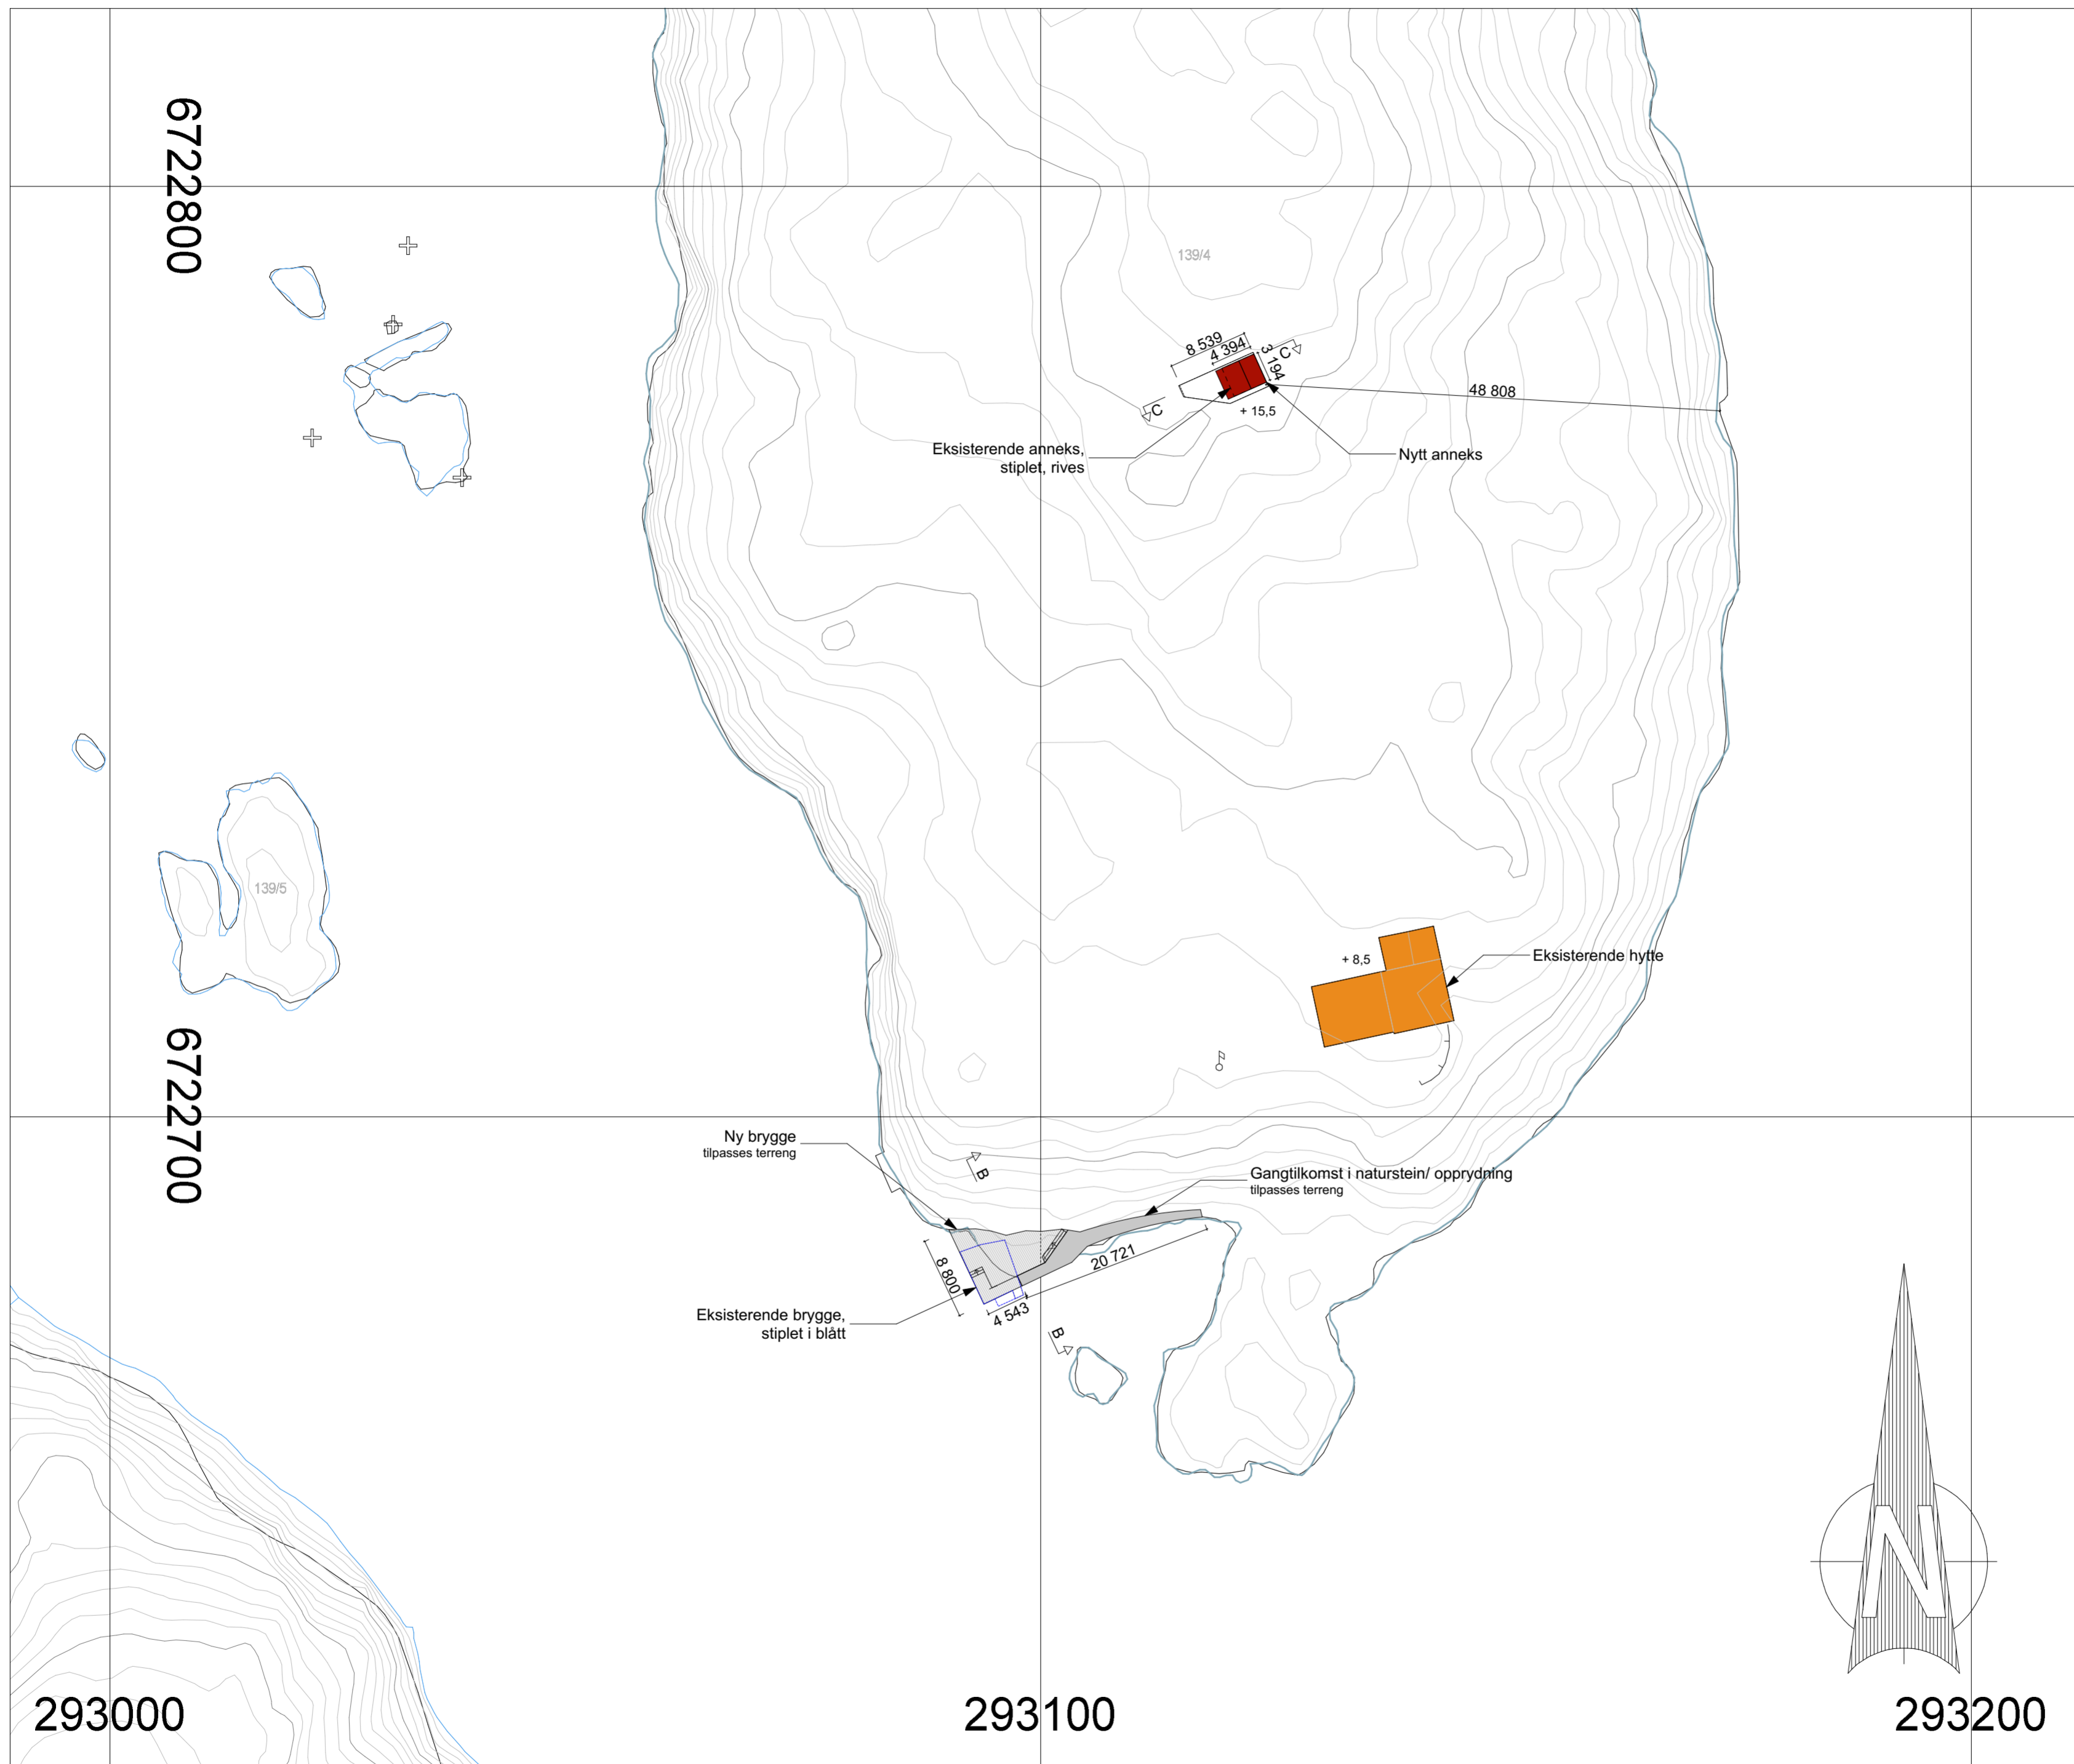 6722800
139/4
8 539
4 394
3 194
C
C
48 808
+ 15,5
Eksisterende anneks,
stiplet, rives
Nytt anneks
139/5
+ 8,5
Eksisterende hytte
6722700
Ny brygge
tilpasses terreng
B
Gangtilkomst i naturstein/ opprydning
tilpasses terreng
8 800
20 721
4 543
Eksisterende brygge,
stiplet i blått
B
N
293000
293100
293200